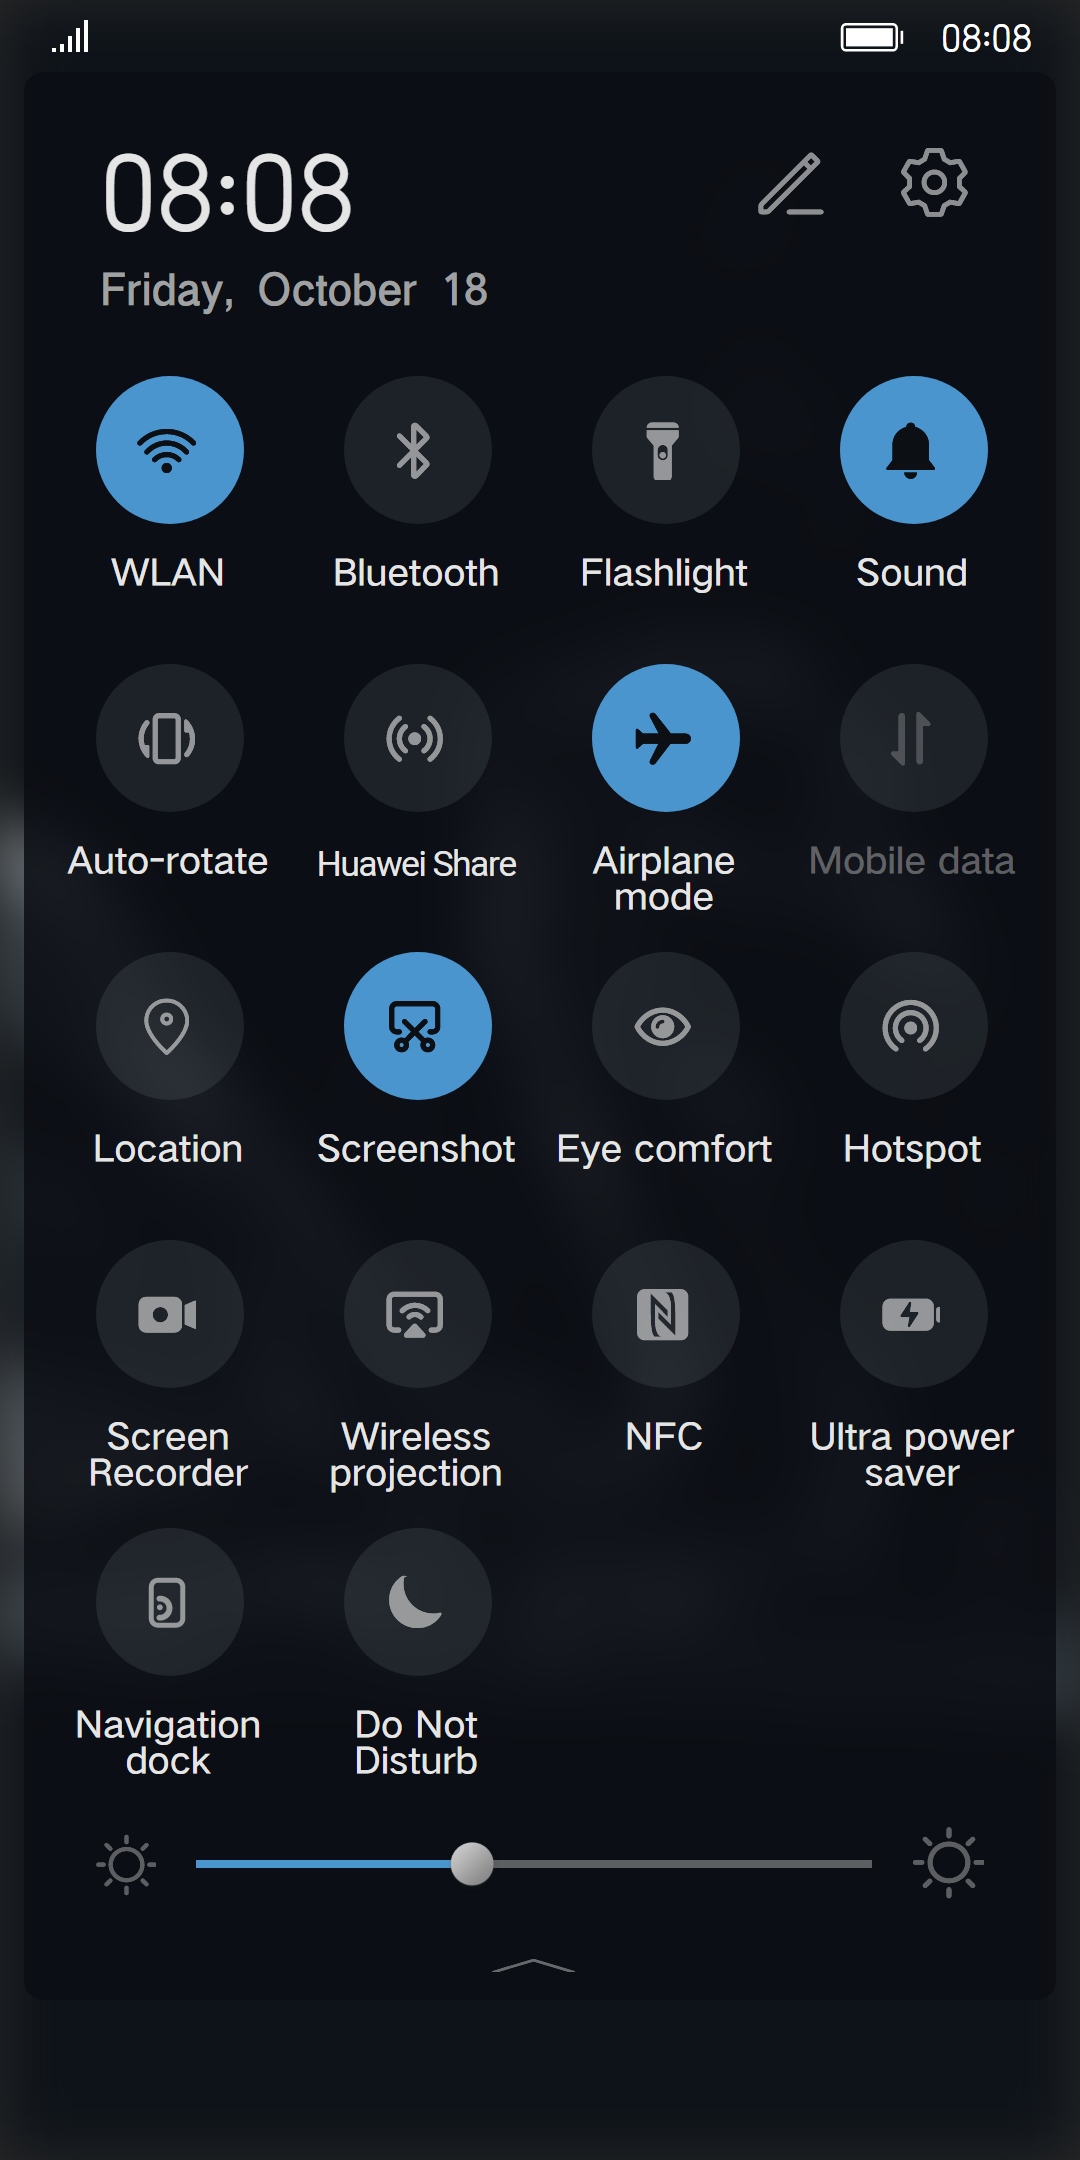 08:08
08:08
Friday, October 18
WLAN Bluetooth Flashlight Sound
Auto-rotate Huawei Share Airplane mode Mobile data
Location Screenshot Eye comfort Hotspot
Screen Recorder Wireless projection NFC Ultra power saver
Navigation dock Do Not Disturb